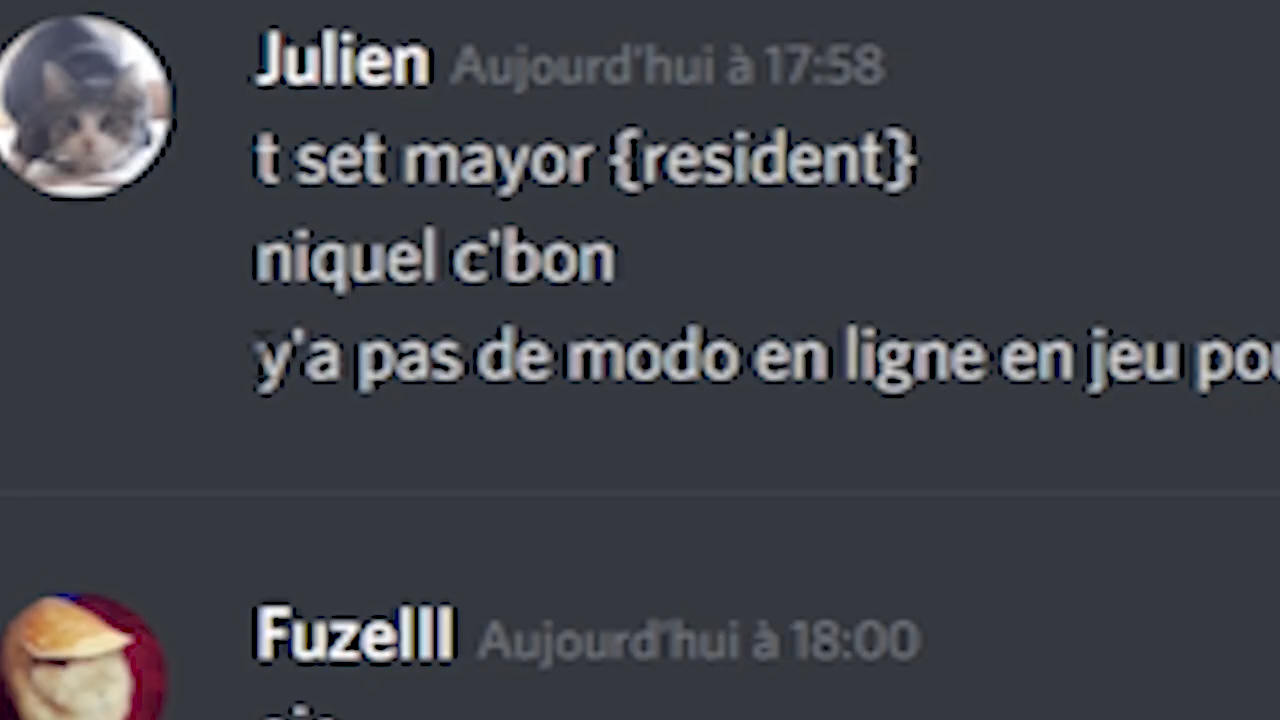 Julien Aujourd'hui à 17:58
t set mayor {resident}
niquel c'bon
y'a pas de modo en ligne en jeu
Fuzelll Aujourd'hui à 18:00